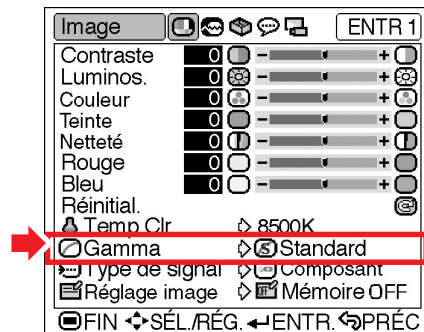 Image ENTR 1
Contraste 0 - +
Luminos. 0 - +
Couleur 0 - +
Teinte 0 - +
Netteté 0 - +
Rouge 0 - +
Bleu 0 - +
Réinitial.
Temp Clr 8500K
Gamma S Standard
Type de signal Composant
Réglage image OFF Mémoire OFF
FIN SÉL./RÉG. ENTR. PRÉC